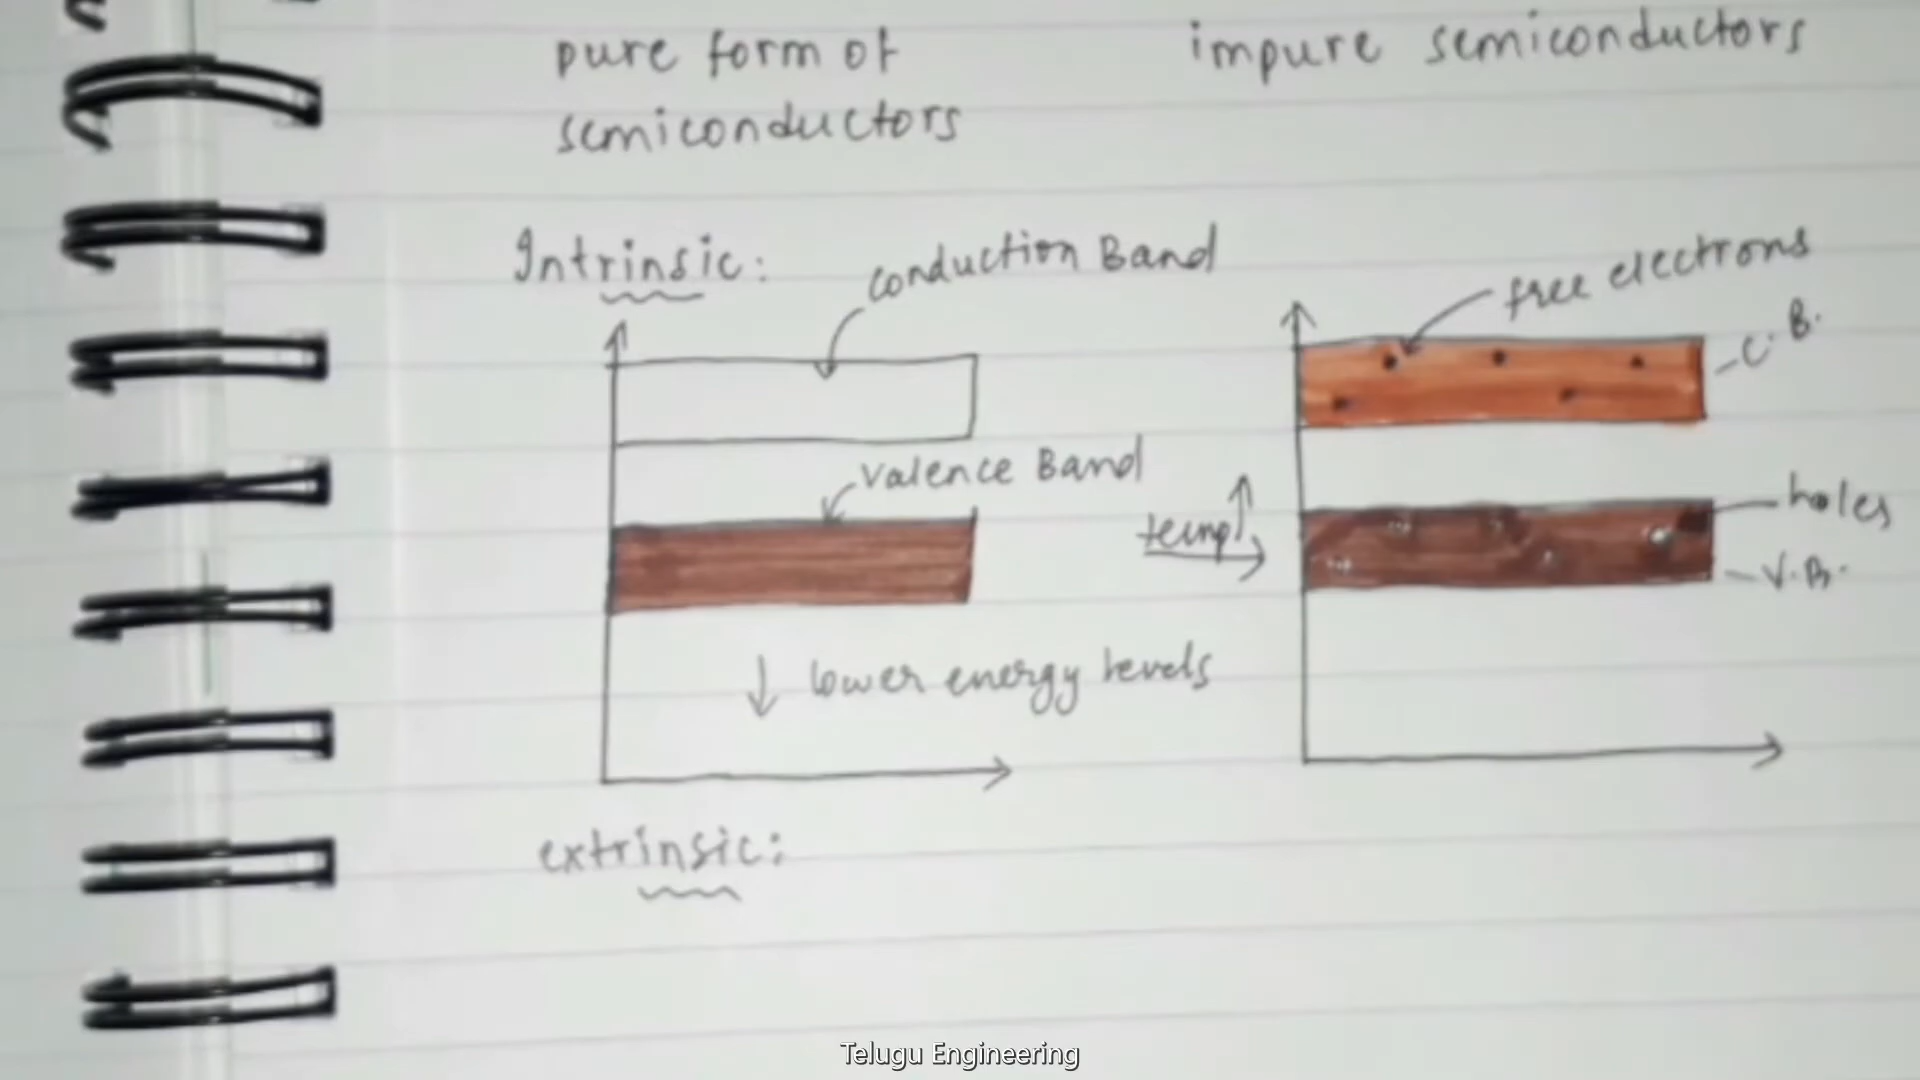 pure form of
semiconductors
impure semiconductors
Intrinsic:
conduction Band
free electrons
C.B.
Valence Band
temp↑
holes
V.B.
↓ lower energy levels
extrinsic:
Telugu Engineering